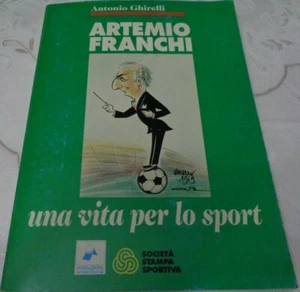 Antonio Ghirelli
ARTEMIO
FRANCHI
una vita per lo sport
SOCIETÀ
STAMPA
SPORTIVA